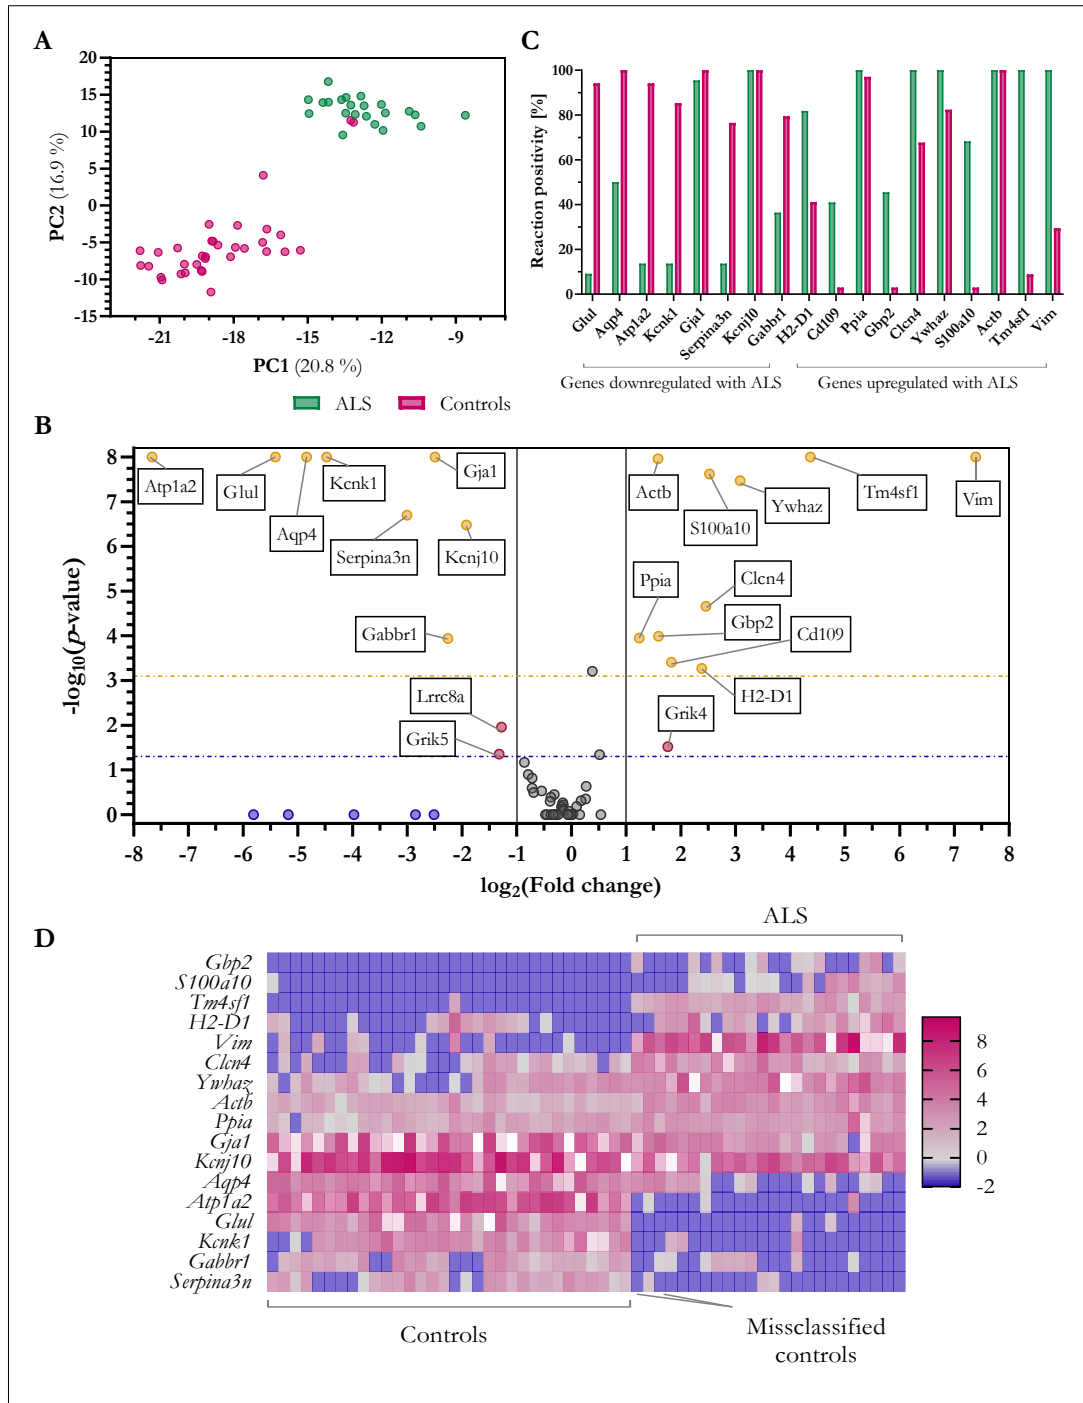 A
20
15
10
5
0
-5
-10
-15
PC2 (16.9 %)
-21
-18
-15
-12
-9
PC1 (20.8 %)
ALS
Controls
C
100
80
60
40
20
0
Reaction positivity [%]
Glul
Aqp4
Atp1a2
Kcnk1
Gja1
Serpina3n
Kcnj10
Gabbr1
H2-D1
Cd109
Ppia
Gbp2
Clcn4
Ywhaz
S100a10
Actb
Tm4sf1
Vim
Genes downregulated with ALS
Genes upregulated with ALS
B
8
7
6
5
4
3
2
1
0
-log10(p-value)
Atp1a2
Glul
Aqp4
Kcnk1
Gja1
Serpina3n
Kcnj10
Gabbr1
Lrrc8a
Grik5
Actb
S100a10
Ywhaz
Tm4sf1
Vim
Ppia
Clcn4
Gbp2
Cd109
H2-D1
Grik4
-8 -7 -6 -5 -4 -3 -2 -1 0 1 2 3 4 5 6 7 8
log2(Fold change)
D
ALS
Gbp2
S100a10
Tm4sf1
H2-D1
Vim
Clcn4
Ywhaz
Actb
Ppia
Gja1
Kcnj10
Aqp4
Atp1a2
Glul
Kcnk1
Gabbr1
Serpina3n
8
6
4
2
0
-2
Controls
Missclassified
controls